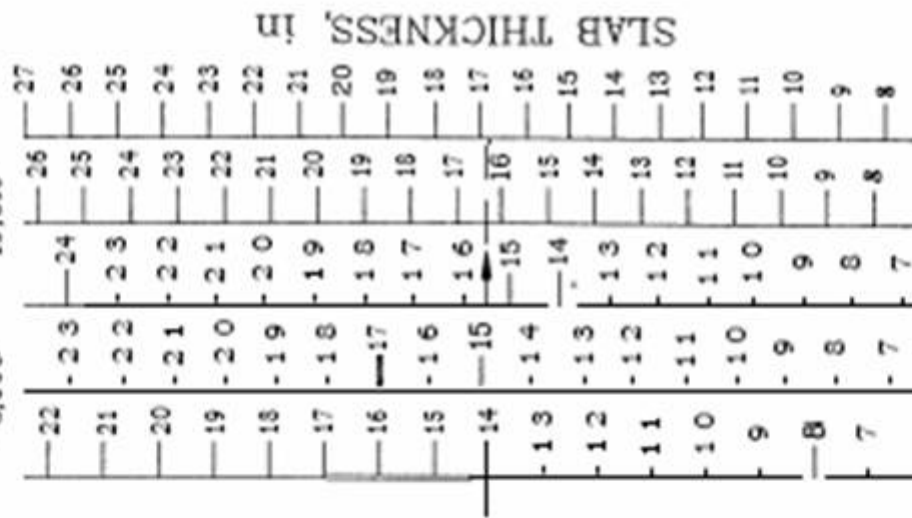 SLAB THICKNESS, in
22 21 20 19 18 17 16 15 14 13 12 11 10 9 8 7
23 22 21 20 19 18 17 16 15 14 13 12 11 10 9 8 7
24 23 22 21 20 19 18 17 16 15 14 13 12 11 10 9 8 7
26 25 24 23 22 21 20 19 18 17 16 15 14 13 12 11 10 9 8
27 26 25 24 23 22 21 20 19 18 17 16 15 14 13 12 11 10 9 8